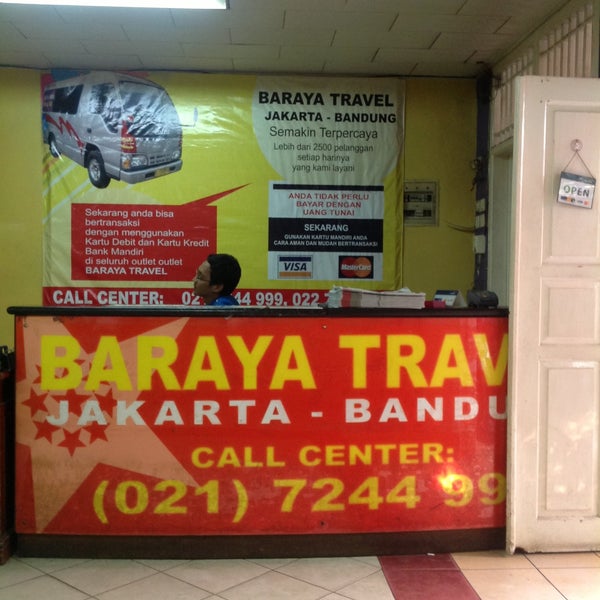 BARAYA TRAVEL
JAKARTA - BANDUNG
Semakin Terpercaya
Lebih dari 2500 pelanggan
setiap harinya
yang kami layani
Sekarang anda bisa
bertransaksi
dengan menggunakan
Kartu Debit dan Kartu Kredit
Bank Mandiri
di seluruh outlet outlet
BARAYA TRAVEL
ANDA TIDAK PERLU
BAYAR DENGAN
UANG TUNAI
SEKARANG
GUNAKAN KARTU MANDIRI ANDA
CARA AMAN DAN MUDAH BERTRANSAKSI
VISA
MasterCard
CALL CENTER: 44 999, 022
OPEN
BARAYA TRAV
JAKARTA - BANDU
CALL CENTER:
(021) 7244 99